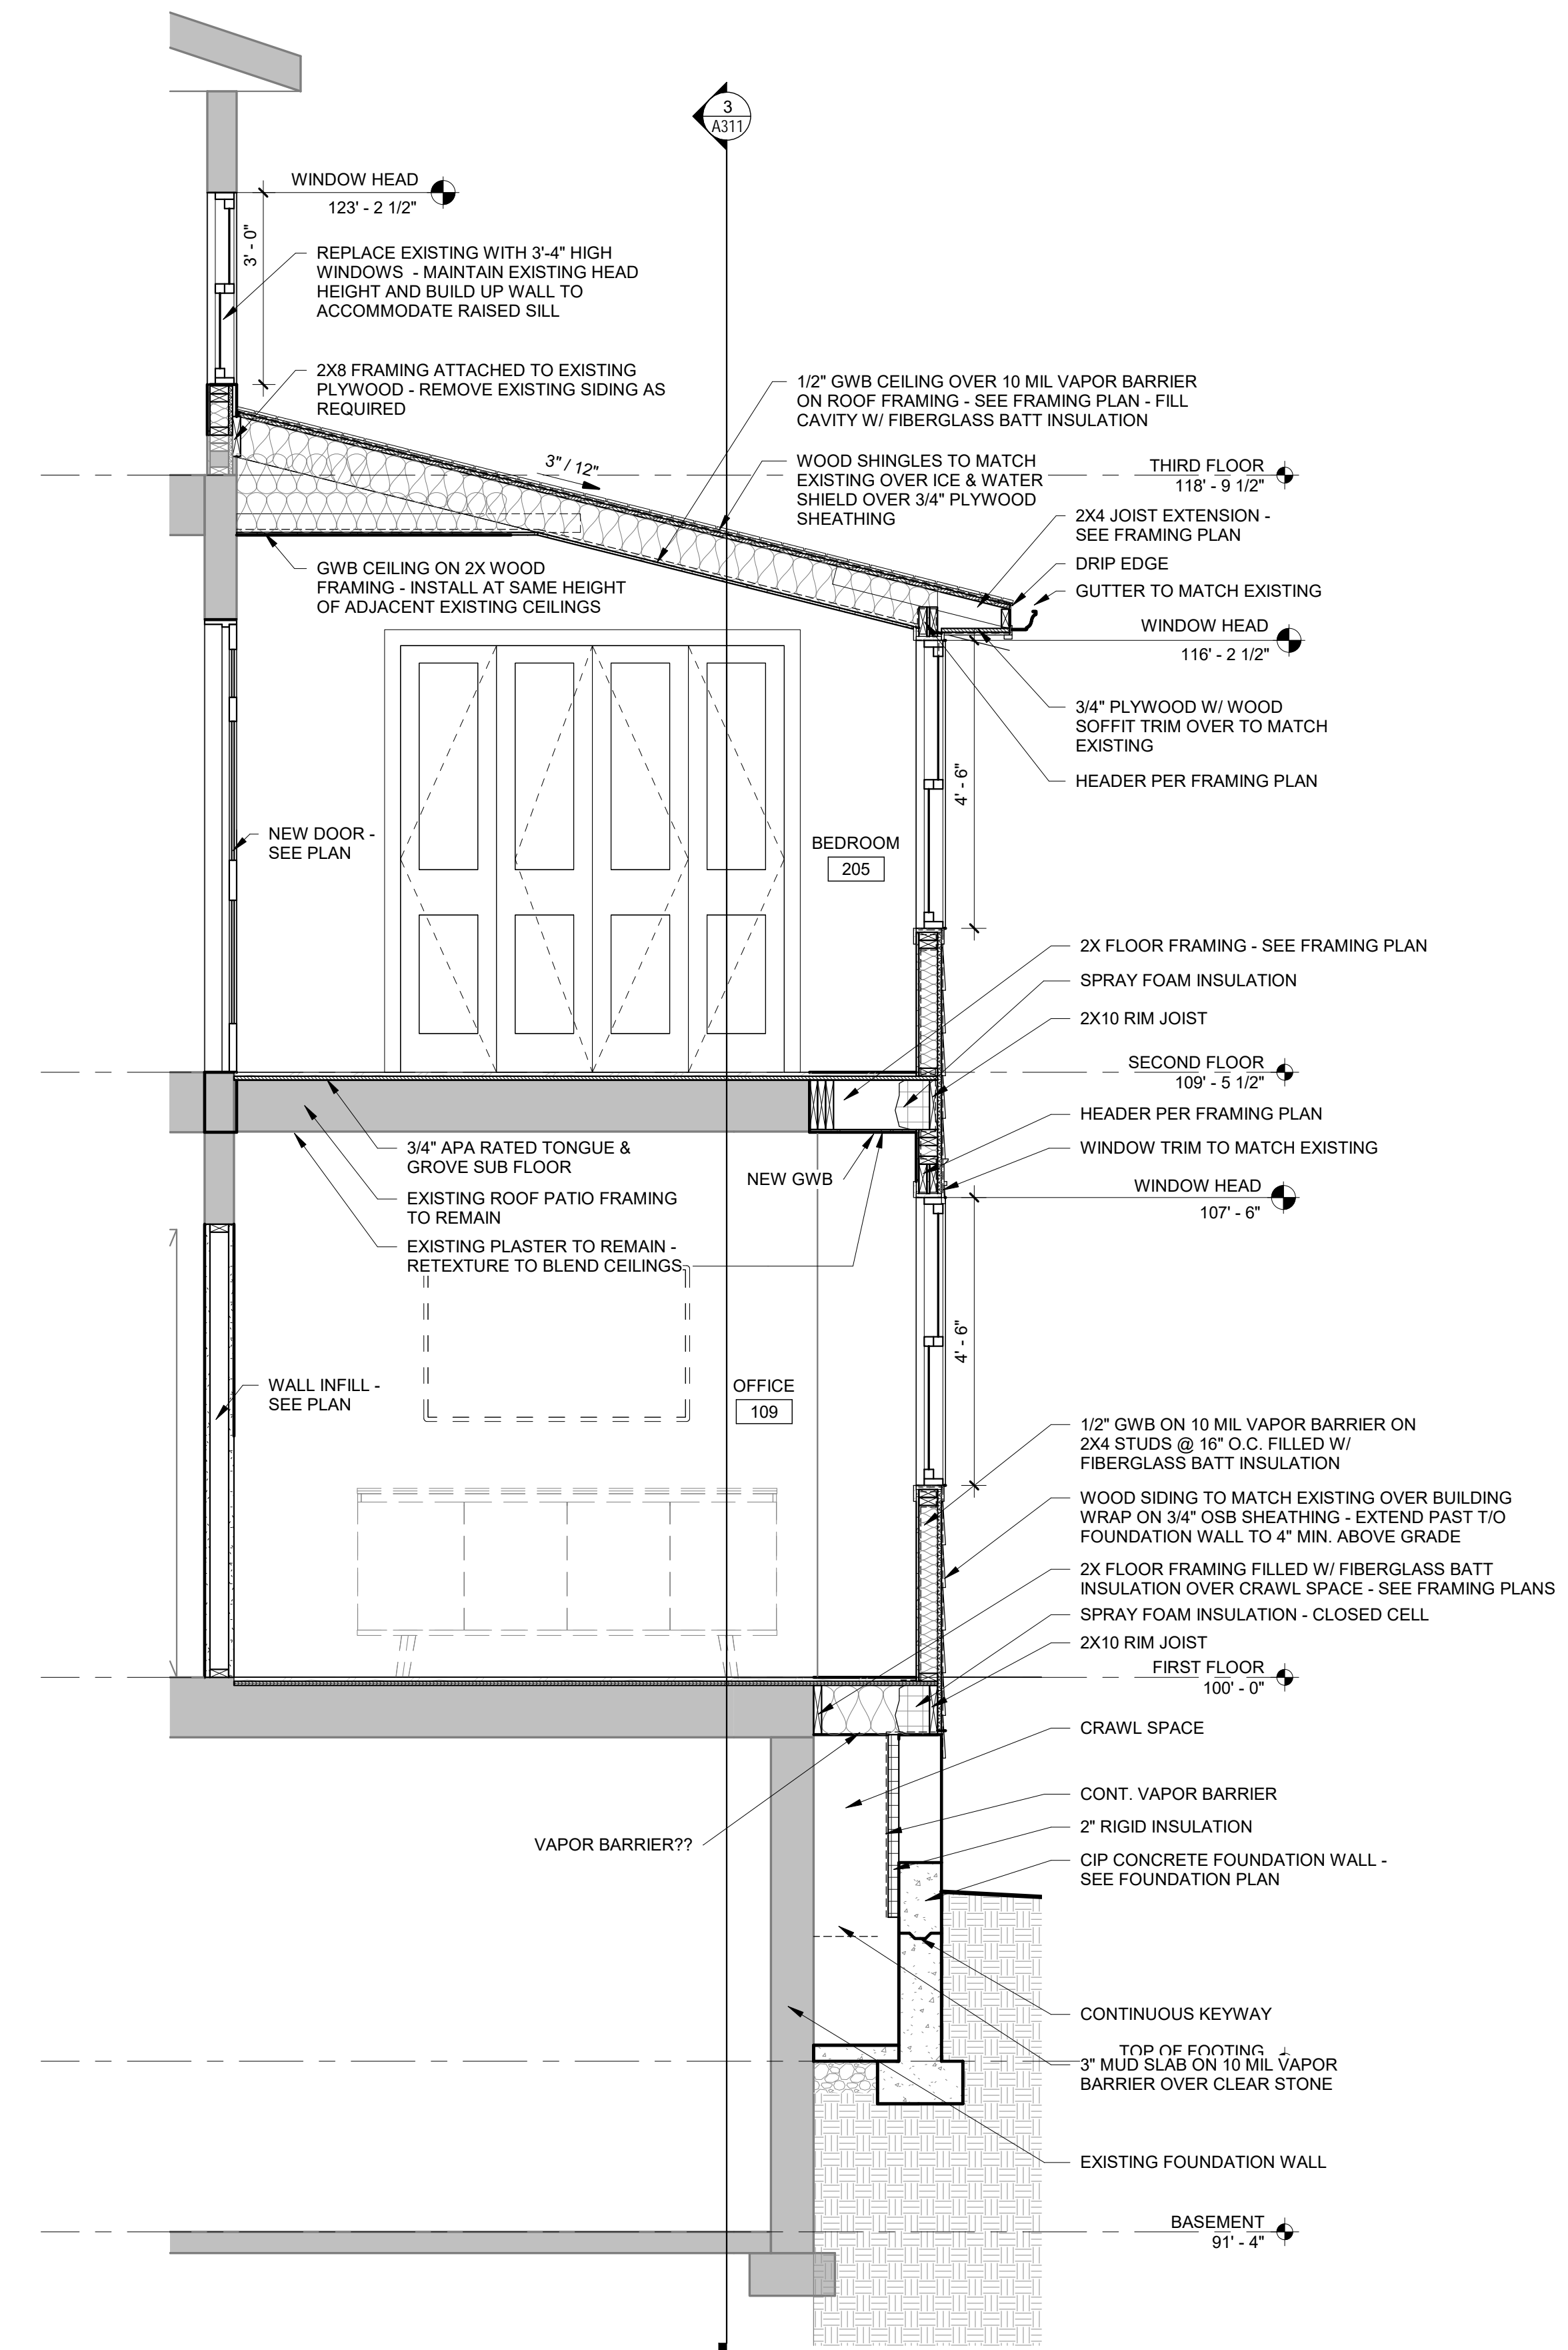 3
A311
WINDOW HEAD
123' - 2 1/2"
3' - 0"
REPLACE EXISTING WITH 3'-4" HIGH
WINDOWS - MAINTAIN EXISTING HEAD
HEIGHT AND BUILD UP WALL TO
ACCOMMODATE RAISED SILL
2X8 FRAMING ATTACHED TO EXISTING
PLYWOOD - REMOVE EXISTING SIDING AS
REQUIRED
1/2" GWB CEILING OVER 10 MIL VAPOR BARRIER
ON ROOF FRAMING - SEE FRAMING PLAN - FILL
CAVITY W/ FIBERGLASS BATT INSULATION
3" / 12"
WOOD SHINGLES TO MATCH
EXISTING OVER ICE & WATER
SHIELD OVER 3/4" PLYWOOD
SHEATHING
THIRD FLOOR
118' - 9 1/2"
2X4 JOIST EXTENSION -
SEE FRAMING PLAN
DRIP EDGE
GUTTER TO MATCH EXISTING
GWB CEILING ON 2X WOOD
FRAMING - INSTALL AT SAME HEIGHT
OF ADJACENT EXISTING CEILINGS
WINDOW HEAD
116' - 2 1/2"
3/4" PLYWOOD W/ WOOD
SOFFIT TRIM OVER TO MATCH
EXISTING
HEADER PER FRAMING PLAN
4' - 6"
NEW DOOR -
SEE PLAN
BEDROOM
205
2X FLOOR FRAMING - SEE FRAMING PLAN
SPRAY FOAM INSULATION
2X10 RIM JOIST
SECOND FLOOR
109' - 5 1/2"
HEADER PER FRAMING PLAN
WINDOW TRIM TO MATCH EXISTING
3/4" APA RATED TONGUE &
GROVE SUB FLOOR
NEW GWB
EXISTING ROOF PATIO FRAMING
TO REMAIN
WINDOW HEAD
107' - 6"
EXISTING PLASTER TO REMAIN -
RETEXTURE TO BLEND CEILINGS
4' - 6"
WALL INFILL -
SEE PLAN
OFFICE
109
1/2" GWB ON 10 MIL VAPOR BARRIER ON
2X4 STUDS @ 16" O.C. FILLED W/
FIBERGLASS BATT INSULATION
WOOD SIDING TO MATCH EXISTING OVER BUILDING
WRAP ON 3/4" OSB SHEATHING - EXTEND PAST T/O
FOUNDATION WALL TO 4" MIN. ABOVE GRADE
2X FLOOR FRAMING FILLED W/ FIBERGLASS BATT
INSULATION OVER CRAWL SPACE - SEE FRAMING PLANS
SPRAY FOAM INSULATION - CLOSED CELL
2X10 RIM JOIST
FIRST FLOOR
100' - 0"
CRAWL SPACE
CONT. VAPOR BARRIER
VAPOR BARRIER??
2" RIGID INSULATION
CIP CONCRETE FOUNDATION WALL -
SEE FOUNDATION PLAN
CONTINUOUS KEYWAY
TOP OF FOOTING
3" MUD SLAB ON 10 MIL VAPOR
BARRIER OVER CLEAR STONE
EXISTING FOUNDATION WALL
BASEMENT
91' - 4"